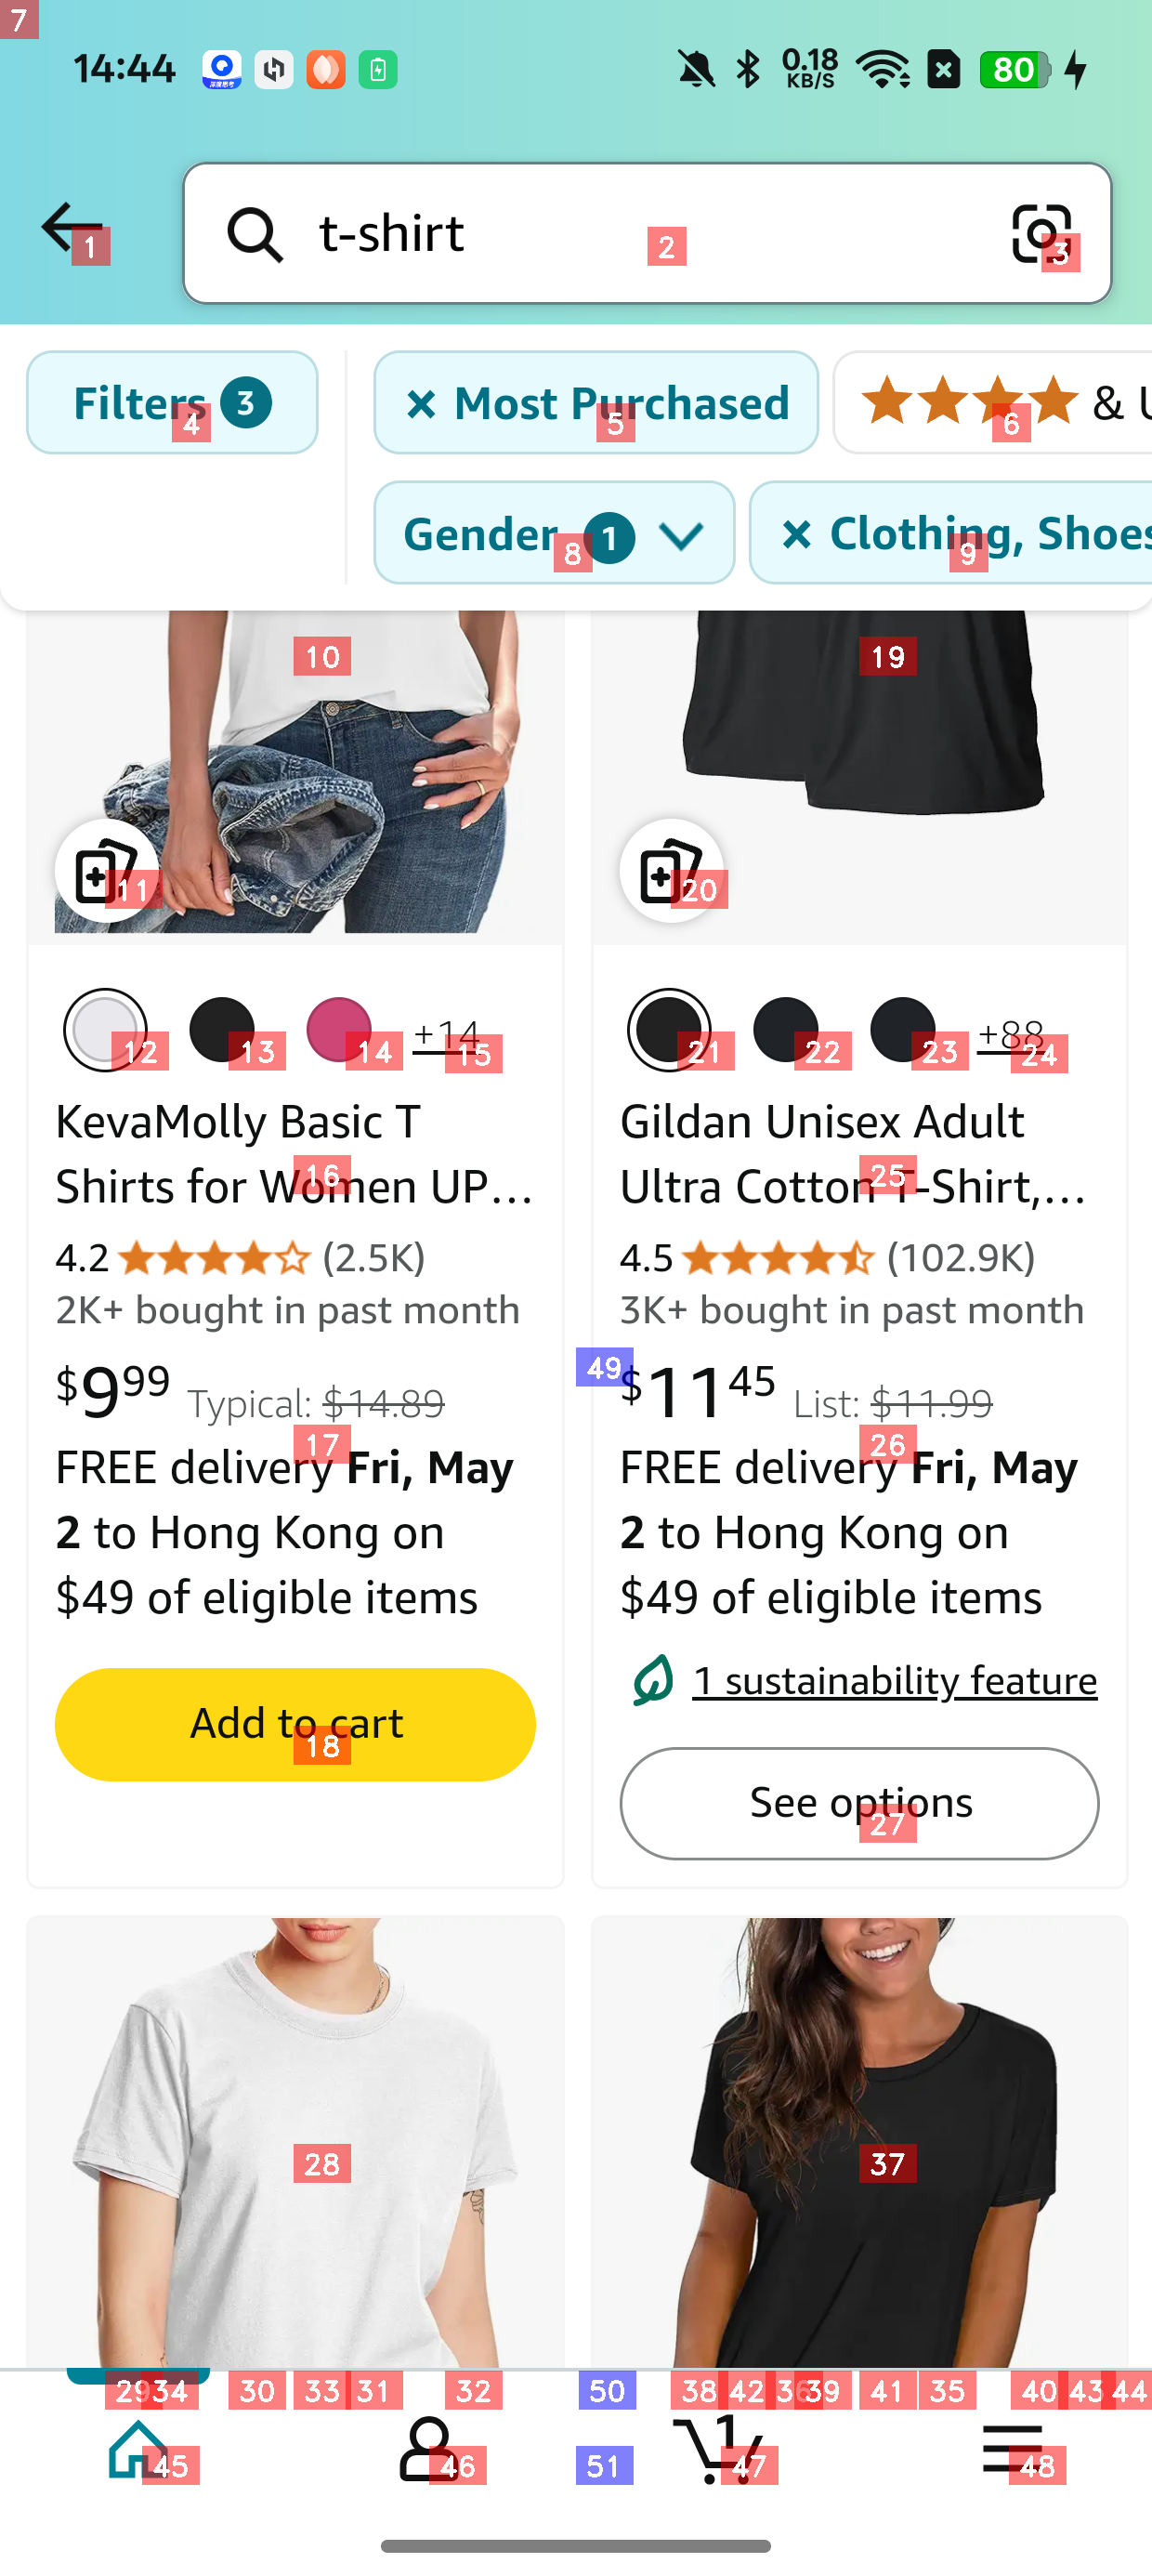 7
14:44
0.18
KB/S
80
1
t-shirt
2
3
Filters 3
4
× Most Purchased
5
& U
6
Gender 1
8
× Clothing, Shoes
9
10
19
11
20
12
13
14
+14
15
21
22
23
+88
24
KevaMolly Basic T
Shirts for Women UP...
16
4.2 (2.5K)
2K+ bought in past month
$9.99 Typical: $14.89
17
FREE delivery Fri, May
2 to Hong Kong on
$49 of eligible items
Add to cart
18
Gildan Unisex Adult
Ultra Cotton T-Shirt,...
25
4.5 (102.9K)
3K+ bought in past month
49
$11.45 List: $11.99
26
FREE delivery Fri, May
2 to Hong Kong on
$49 of eligible items
1 sustainability feature
See options
27
28
37
29 34 30 33 31 32 50 38 42 36 39 41 35 40 43 44
1
45 46 51 47 48